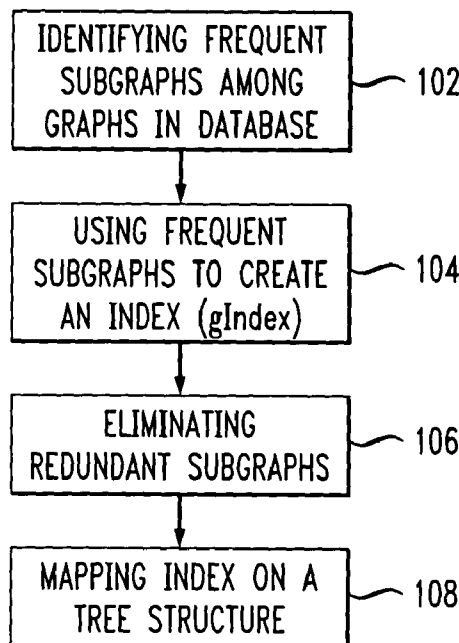 IDENTIFYING FREQUENT
SUBGRAPHS AMONG
GRAPHS IN DATABASE
102
USING FREQUENT
SUBGRAPHS TO CREATE
AN INDEX (gIndex)
104
ELIMINATING
REDUNDANT SUBGRAPHS
106
MAPPING INDEX ON A
TREE STRUCTURE
108